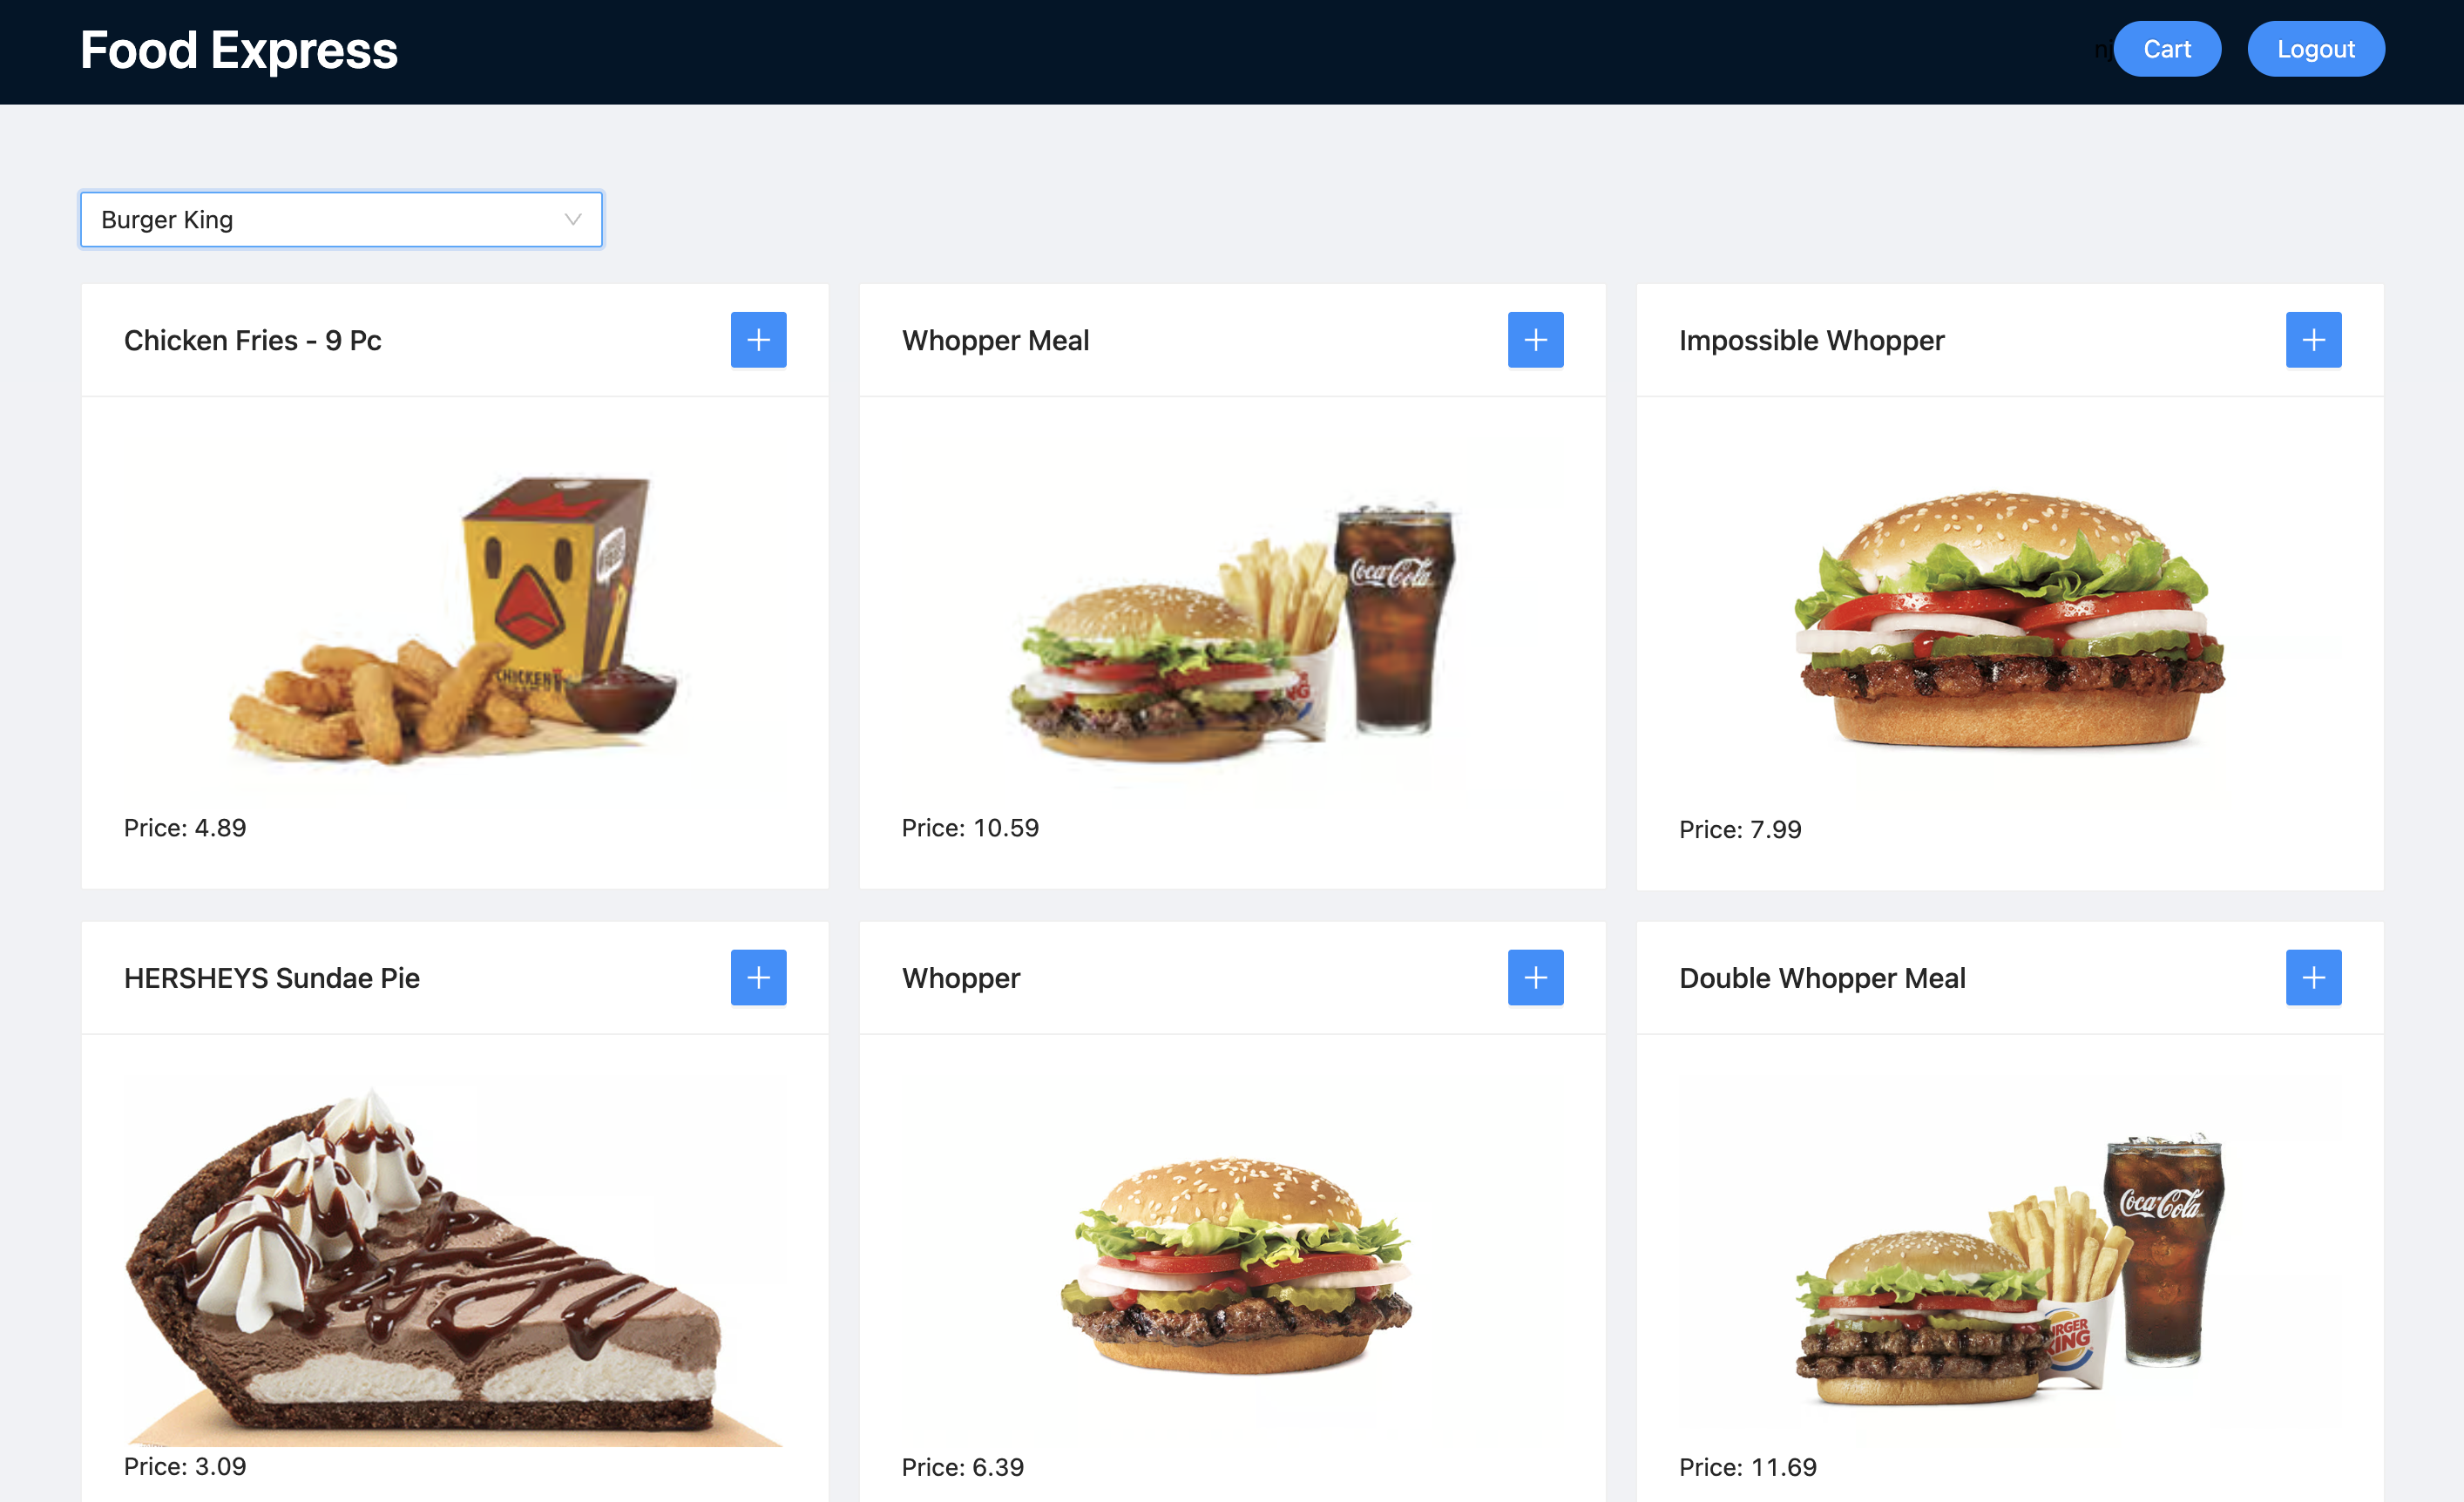 Food Express
nj
Cart
Logout
Burger King
Chicken Fries - 9 Pc
Whopper Meal
Impossible Whopper
CHICKEN
Coca-Cola
Price: 4.89
Price: 10.59
Price: 7.99
HERSHEYS Sundae Pie
Whopper
Double Whopper Meal
Coca-Cola
URGER
KING
Price: 3.09
Price: 6.39
Price: 11.69